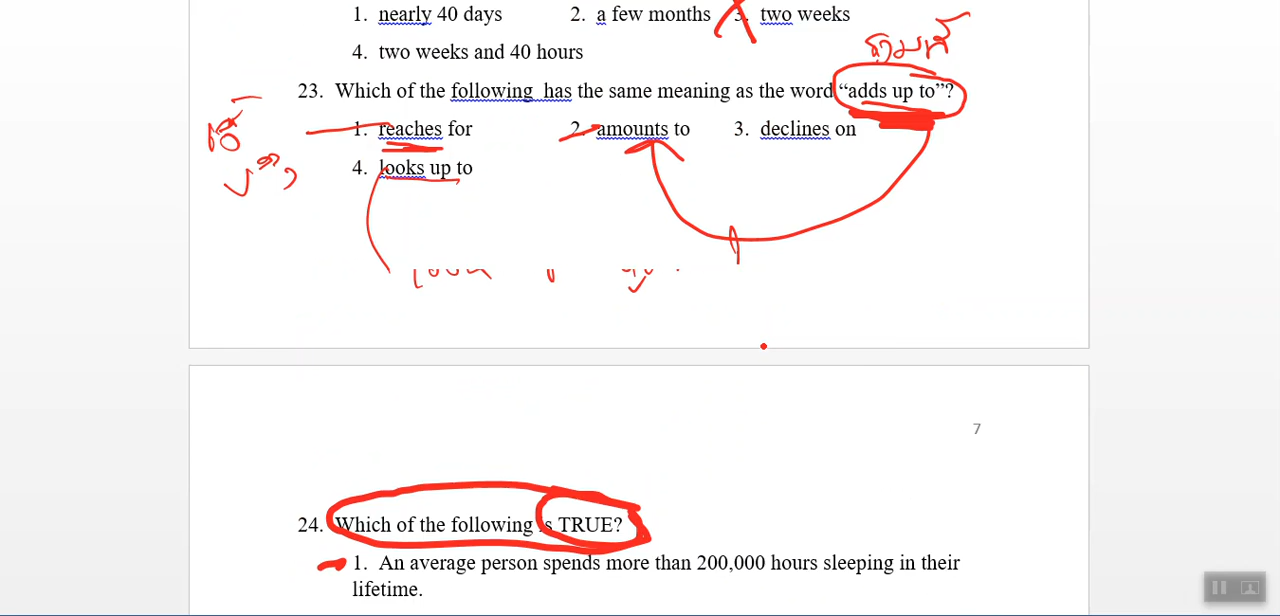 1. nearly 40 days 2. a few months 3. two weeks
4. two weeks and 40 hours
23. Which of the following has the same meaning as the word “adds up to”?
1. reaches for 2. amounts to 3. declines on
4. looks up to
7
24. Which of the following is TRUE?
1. An average person spends more than 200,000 hours sleeping in their
lifetime.